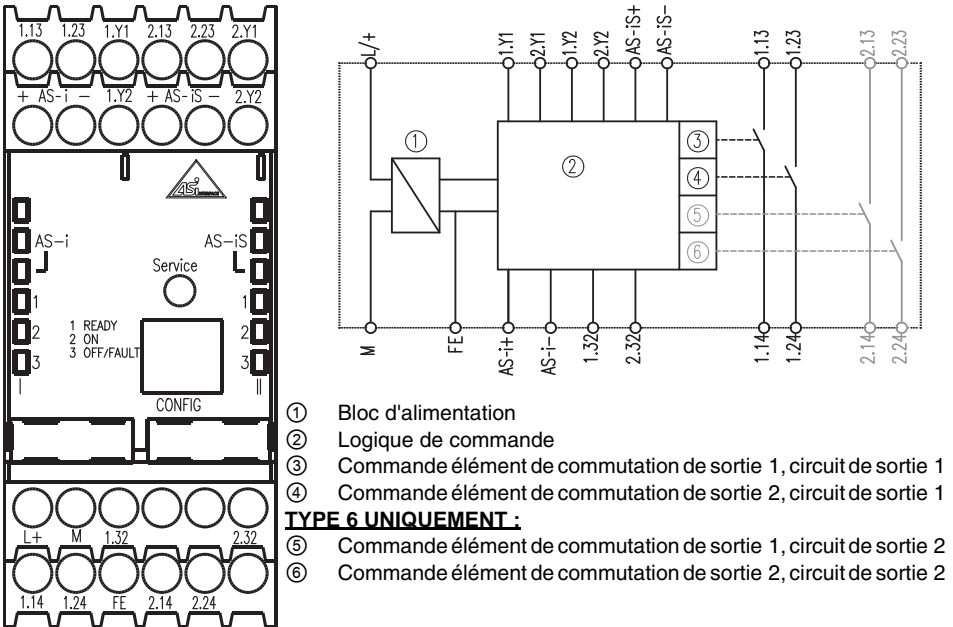 1.13 1.23 1.Y1 2.13 2.23 2.Y1
+ AS-i - 1.Y2 + AS-iS - 2.Y2
ASi
INTERFACE
AS-i AS-iS
Service
1 1
2 2
3 3
1 READY
2 ON
3 OFF/FAULT
I II
CONFIG
L+ M 1.32 2.32
1.14 1.24 FE 2.14 2.24
L/+ 1.Y1 2.Y1 1.Y2 2.Y2 AS-iS+ AS-iS- 1.13 1.23 2.13 2.23
①
②
③
④
⑤
⑥
M FE AS-i+ AS-i- 1.32 2.32 1.14 1.24 2.14 2.24
① Bloc d'alimentation
② Logique de commande
③ Commande élément de commutation de sortie 1, circuit de sortie 1
④ Commande élément de commutation de sortie 2, circuit de sortie 1
TYPE 6 UNIQUEMENT :
⑤ Commande élément de commutation de sortie 1, circuit de sortie 2
⑥ Commande élément de commutation de sortie 2, circuit de sortie 2